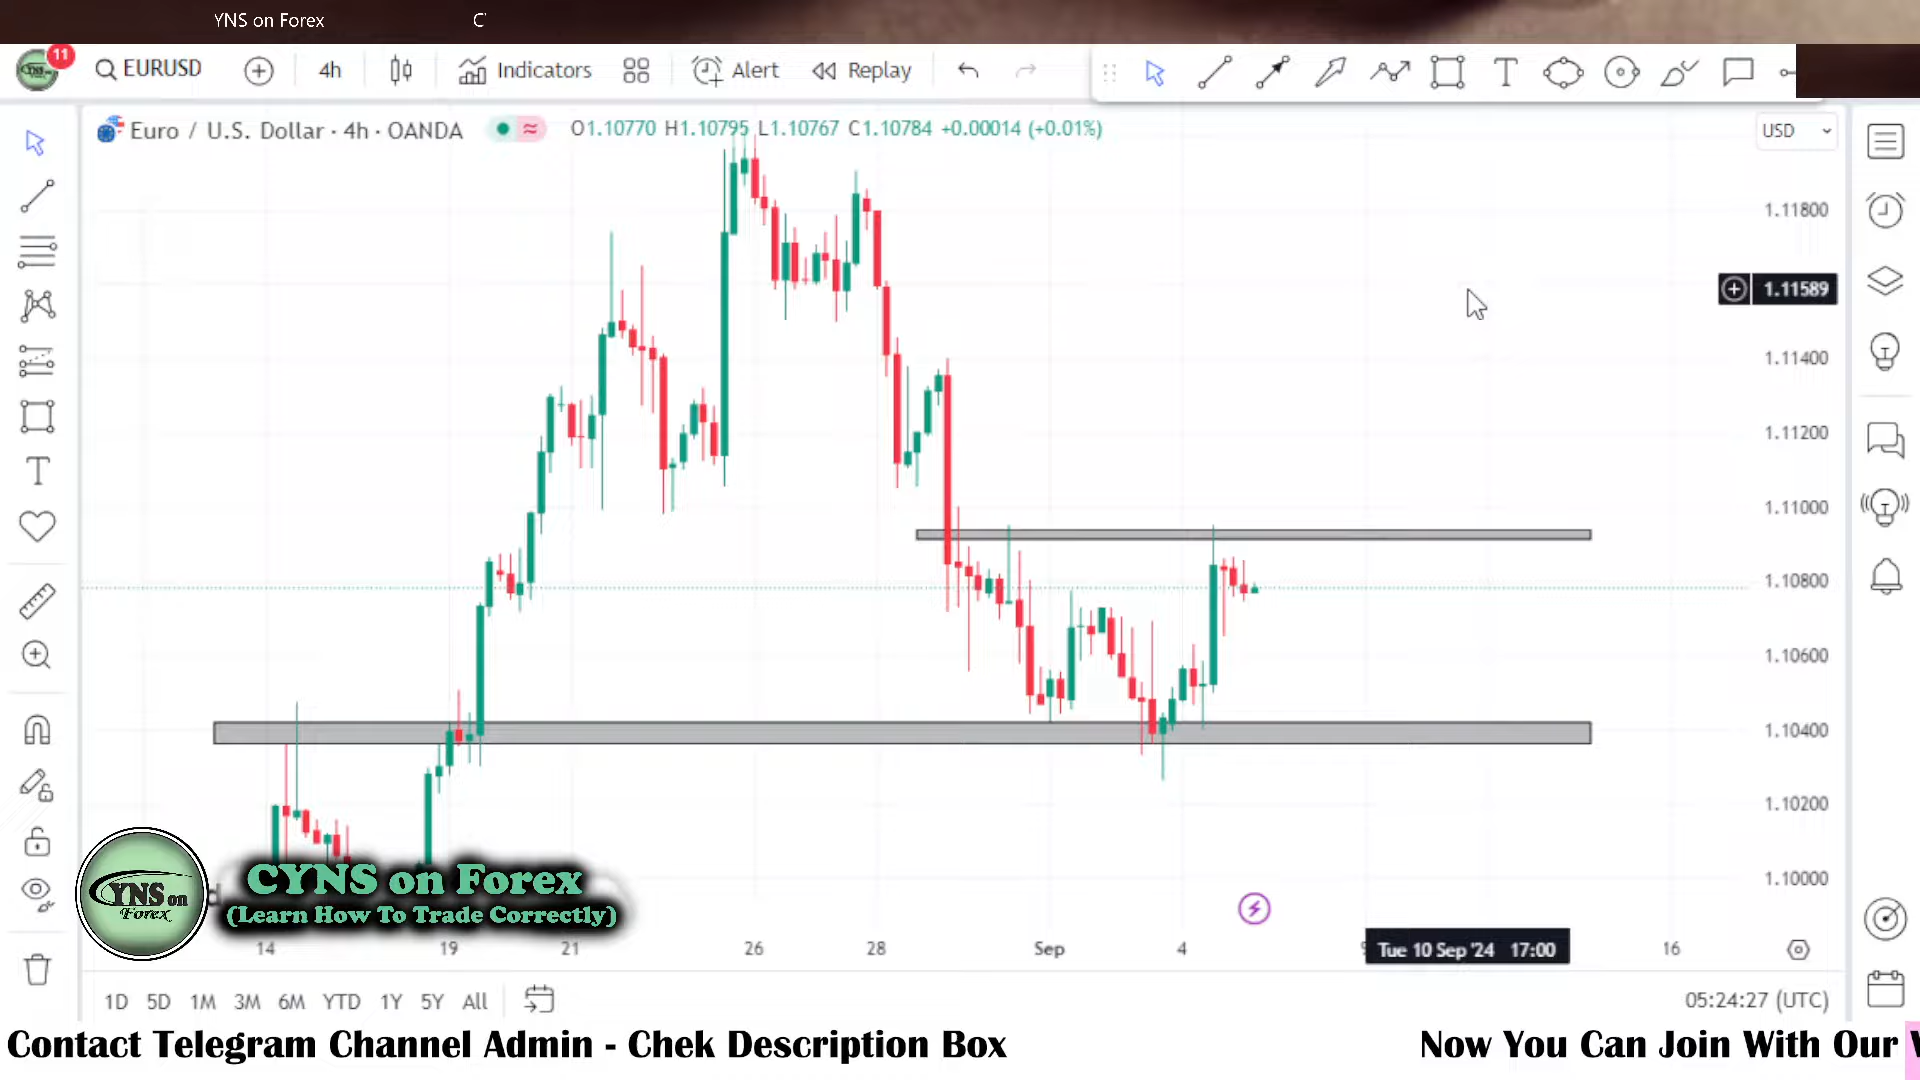 YNS on Forex
C'
11
EURUSD
4h
Indicators
Alert
Replay
Euro / U.S. Dollar · 4h · OANDA
O1.10770 H1.10795 L1.10767 C1.10784 +0.00014 (+0.01%)
USD
1.11800
1.11589
1.11400
1.11200
1.11000
1.10800
1.10600
1.10400
1.10200
1.10000
CYNS on Forex
(Learn How To Trade Correctly)
YNS on
Forex
14
19
21
26
28
Sep
4
Tue 10 Sep '24 17:00
16
1D 5D 1M 3M 6M YTD 1Y 5Y All
05:24:27 (UTC)
Contact Telegram Channel Admin - Chek Description Box
Now You Can Join With Our